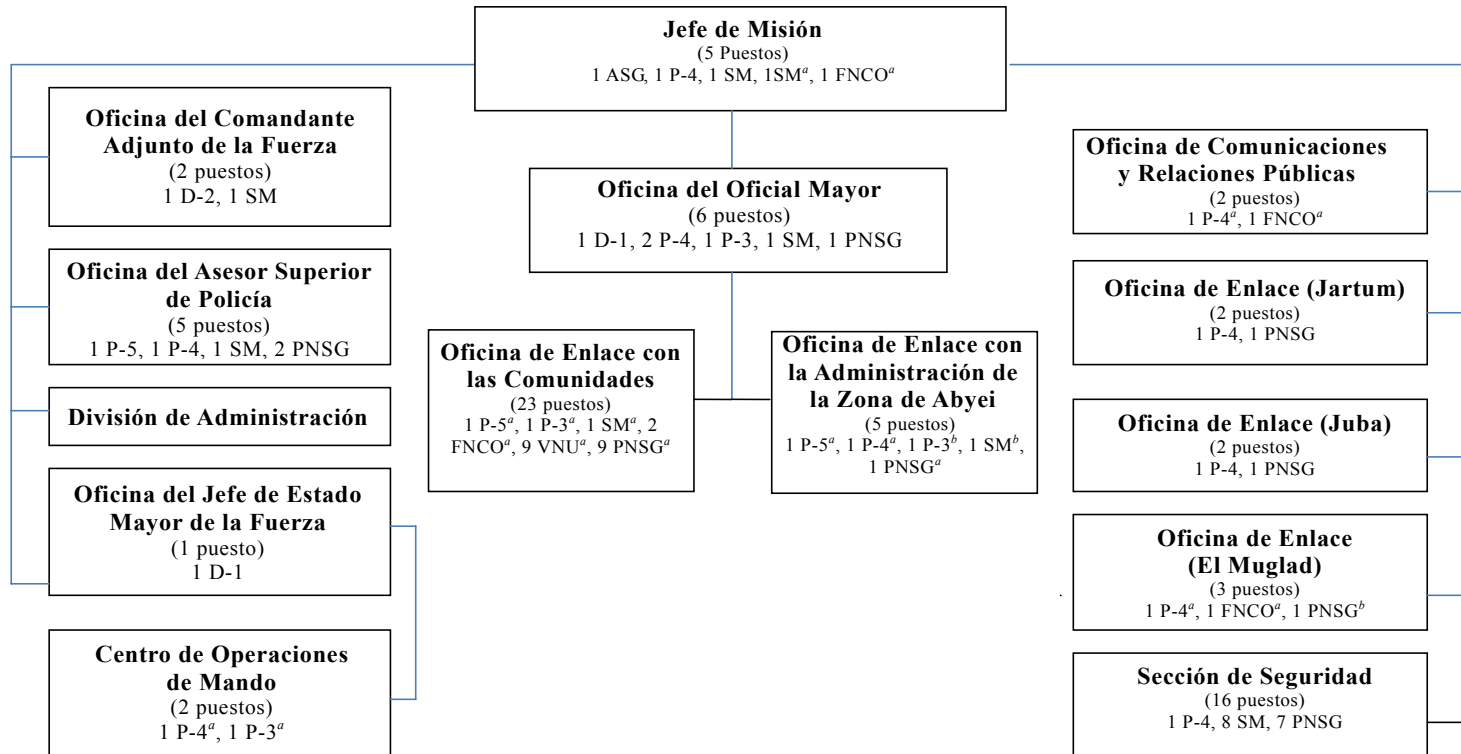 Jefe de Misión
(5 Puestos)
1 ASG, 1 P-4, 1 SM, 1SMᵃ, 1 FNCOᵃ
Oficina del Comandante
Adjunto de la Fuerza
(2 puestos)
1 D-2, 1 SM
Oficina del Asesor Superior
de Policía
(5 puestos)
1 P-5, 1 P-4, 1 SM, 2 PNSG
División de Administración
Oficina del Jefe de Estado
Mayor de la Fuerza
(1 puesto)
1 D-1
Centro de Operaciones
de Mando
(2 puestos)
1 P-4ᵃ, 1 P-3ᵃ
Oficina del Oficial Mayor
(6 puestos)
1 D-1, 2 P-4, 1 P-3, 1 SM, 1 PNSG
Oficina de Enlace con
las Comunidades
(23 puestos)
1 P-5ᵃ, 1 P-3ᵃ, 1 SMᵃ, 2
FNCOᵃ, 9 VNUᵃ, 9 PNSGᵃ
Oficina de Enlace con
la Administración de
la Zona de Abyei
(5 puestos)
1 P-5ᵃ, 1 P-4ᵃ, 1 P-3ᵇ, 1 SMᵇ,
1 PNSGᵃ
Oficina de Comunicaciones
y Relaciones Públicas
(2 puestos)
1 P-4ᵃ, 1 FNCOᵃ
Oficina de Enlace (Jartum)
(2 puestos)
1 P-4, 1 PNSG
Oficina de Enlace (Juba)
(2 puestos)
1 P-4, 1 PNSG
Oficina de Enlace
(El Muglad)
(3 puestos)
1 P-4ᵃ, 1 FNCOᵃ, 1 PNSGᵇ
Sección de Seguridad
(16 puestos)
1 P-4, 8 SM, 7 PNSG